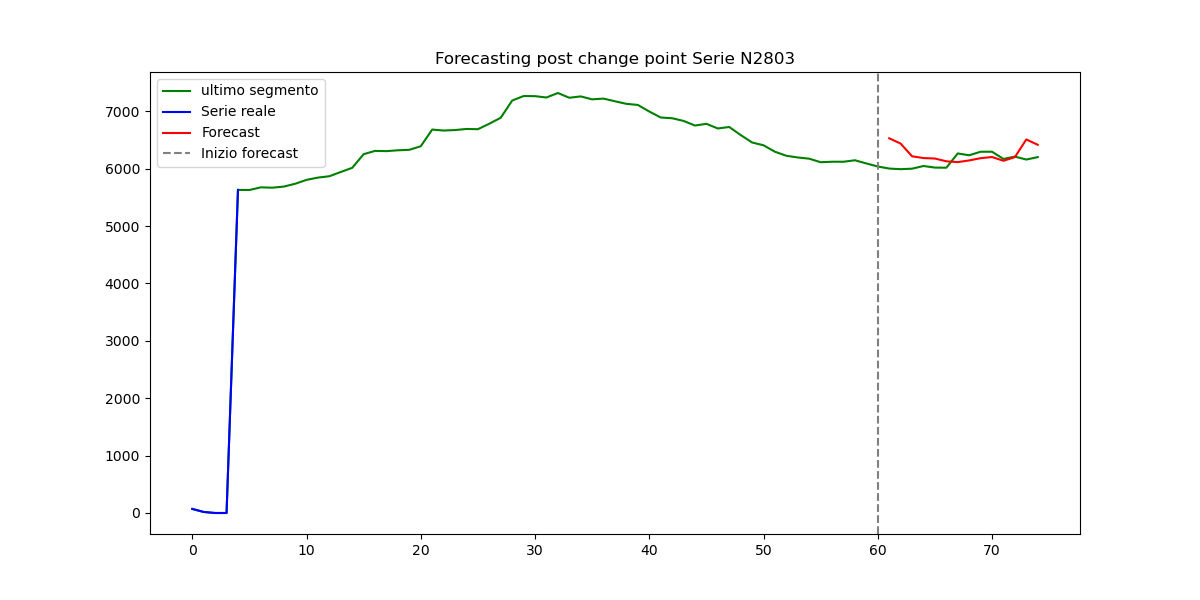 Forecasting post change point Serie N2803
ultimo segmento
Serie reale
Forecast
Inizio forecast
7000
6000
5000
4000
3000
2000
1000
0
0 10 20 30 40 50 60 70